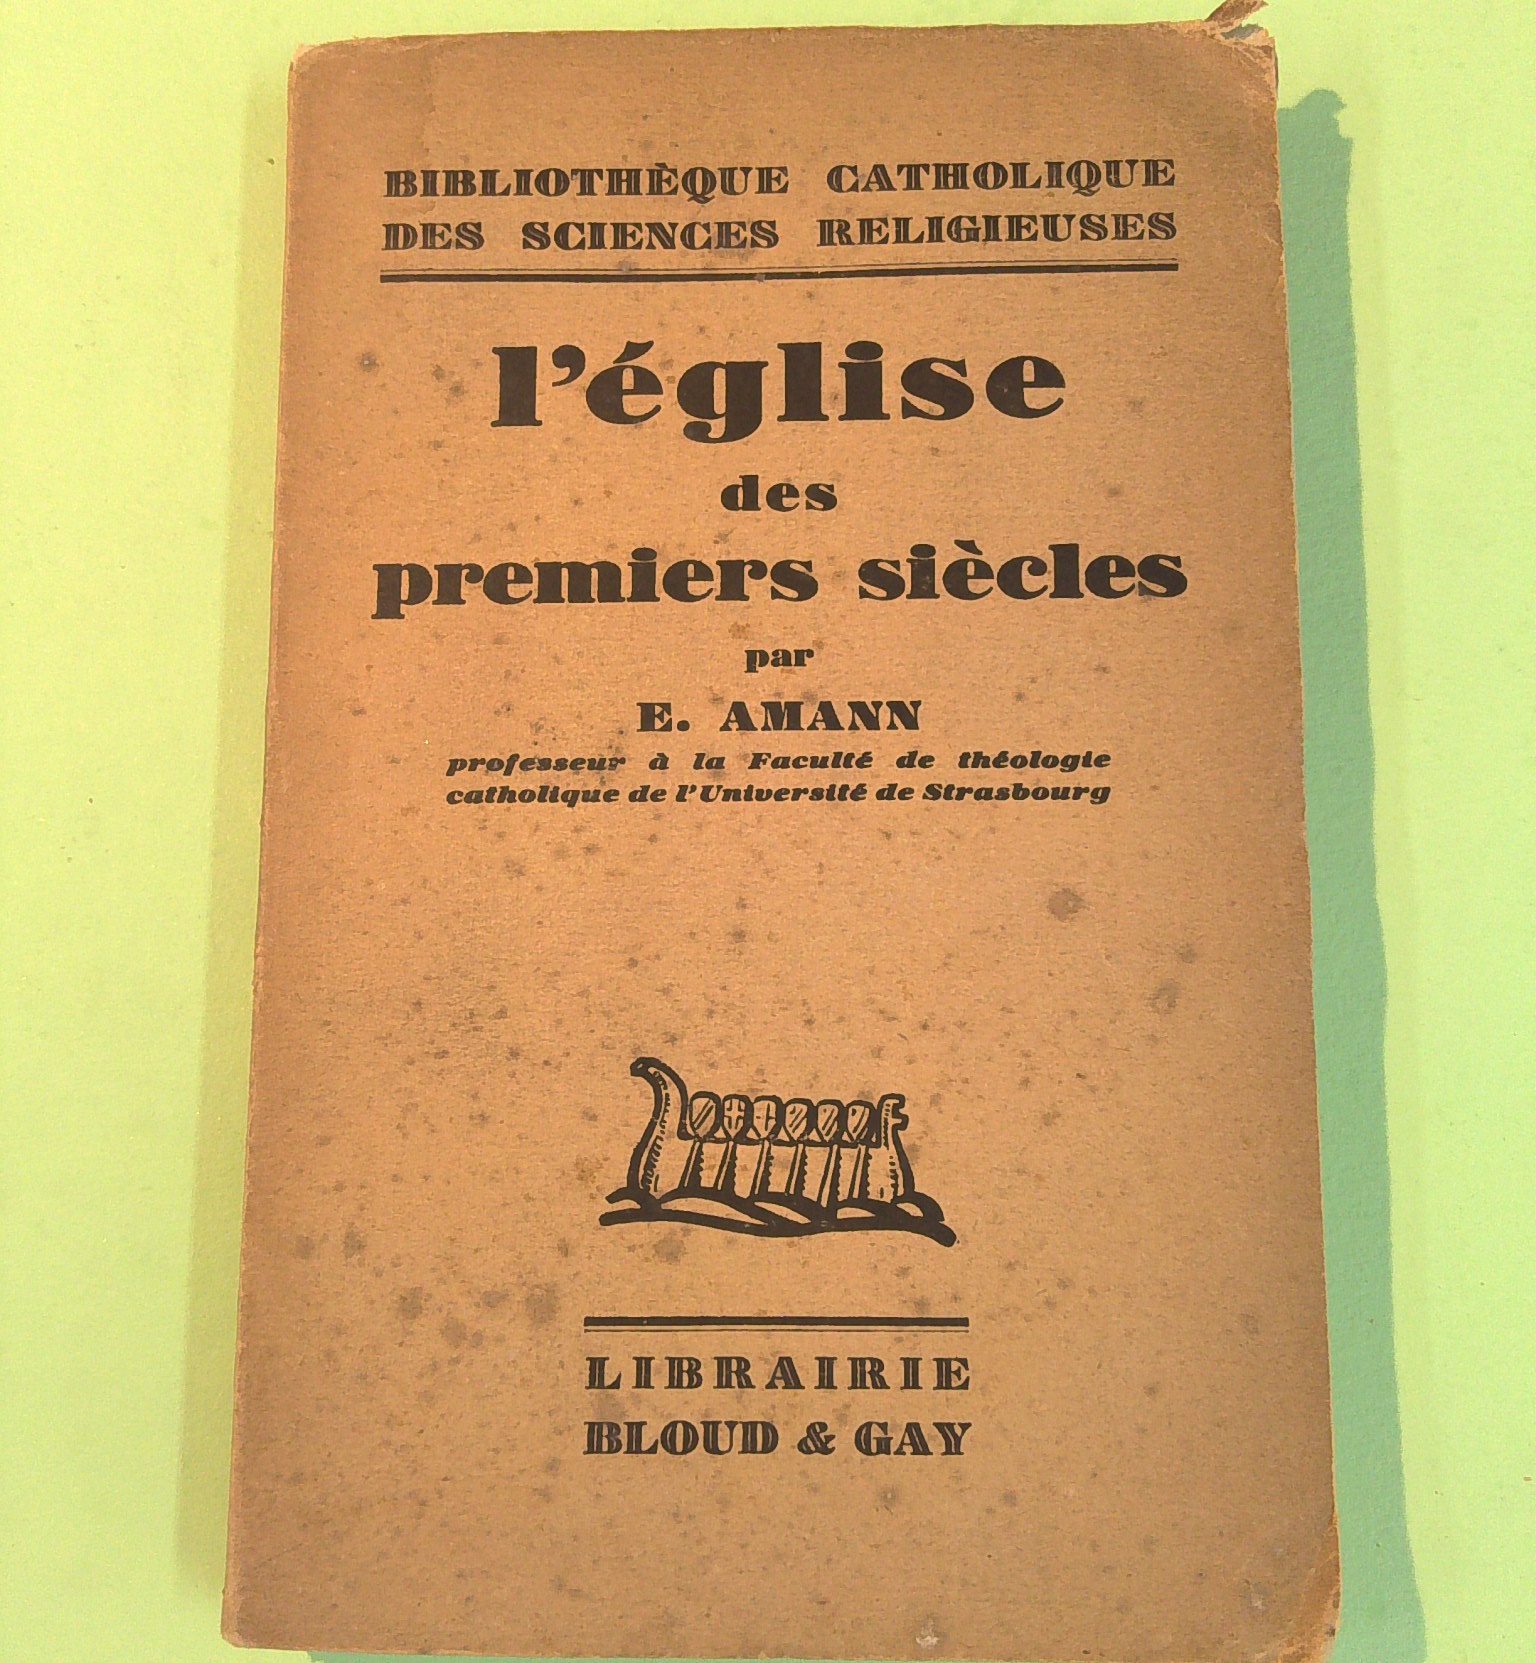 BIBLIOTHÈQUE CATHOLIQUE
DES SCIENCES RELIGIEUSES
l'église
des
premiers siècles
par
E. AMANN
professeur à la Faculté de théologie
catholique de l'Université de Strasbourg
LIBRAIRIE
BLOUD & GAY